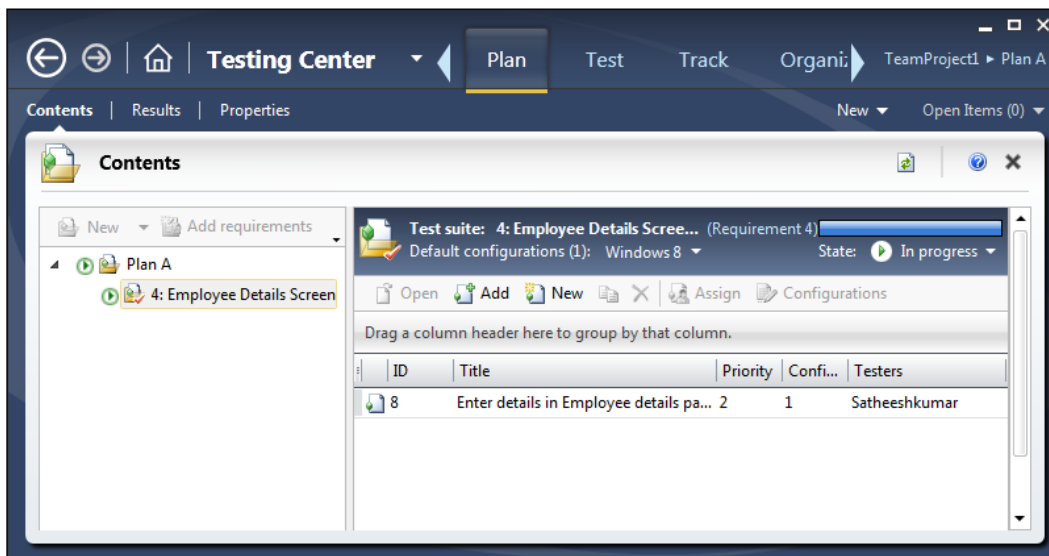 Testing Center Plan Test Track Organiz TeamProject1 ▸ Plan A
Contents | Results | Properties New Open Items (0)
Contents
New Add requirements
Plan A
4: Employee Details Screen
Test suite: 4: Employee Details Scree... (Requirement 4)
Default configurations (1): Windows 8 State: In progress
Open Add New Assign Configurations
Drag a column header here to group by that column.
ID Title Priority Confi... Testers
8 Enter details in Employee details pa... 2 1 Satheeshkumar